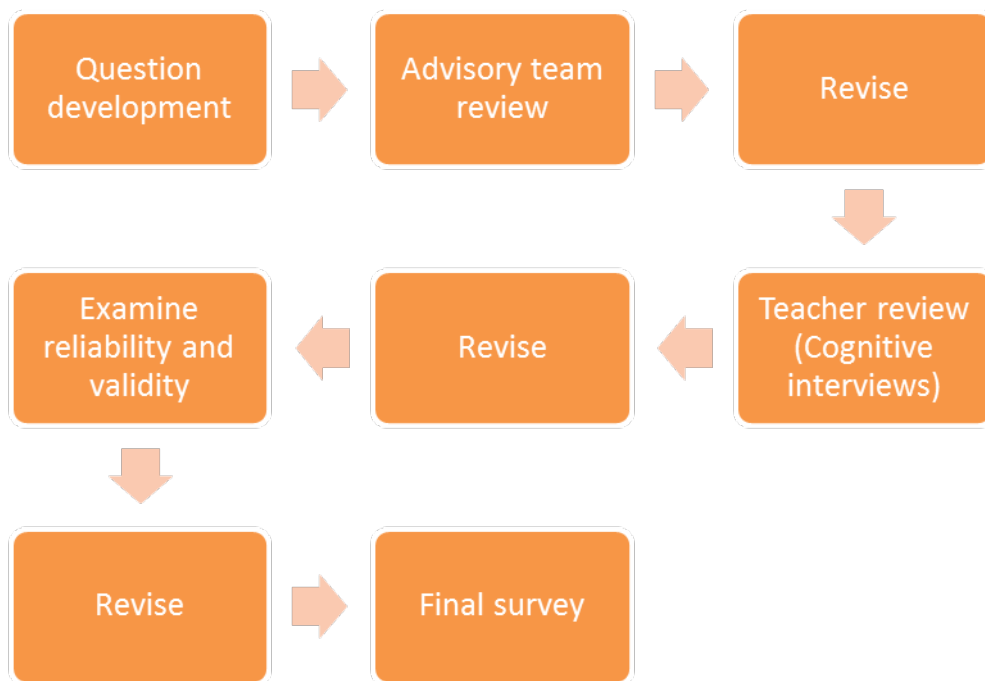 Question
development
Advisory team
review
Revise
Teacher review
(Cognitive
interviews)
Revise
Examine
reliability and
validity
Revise
Final survey